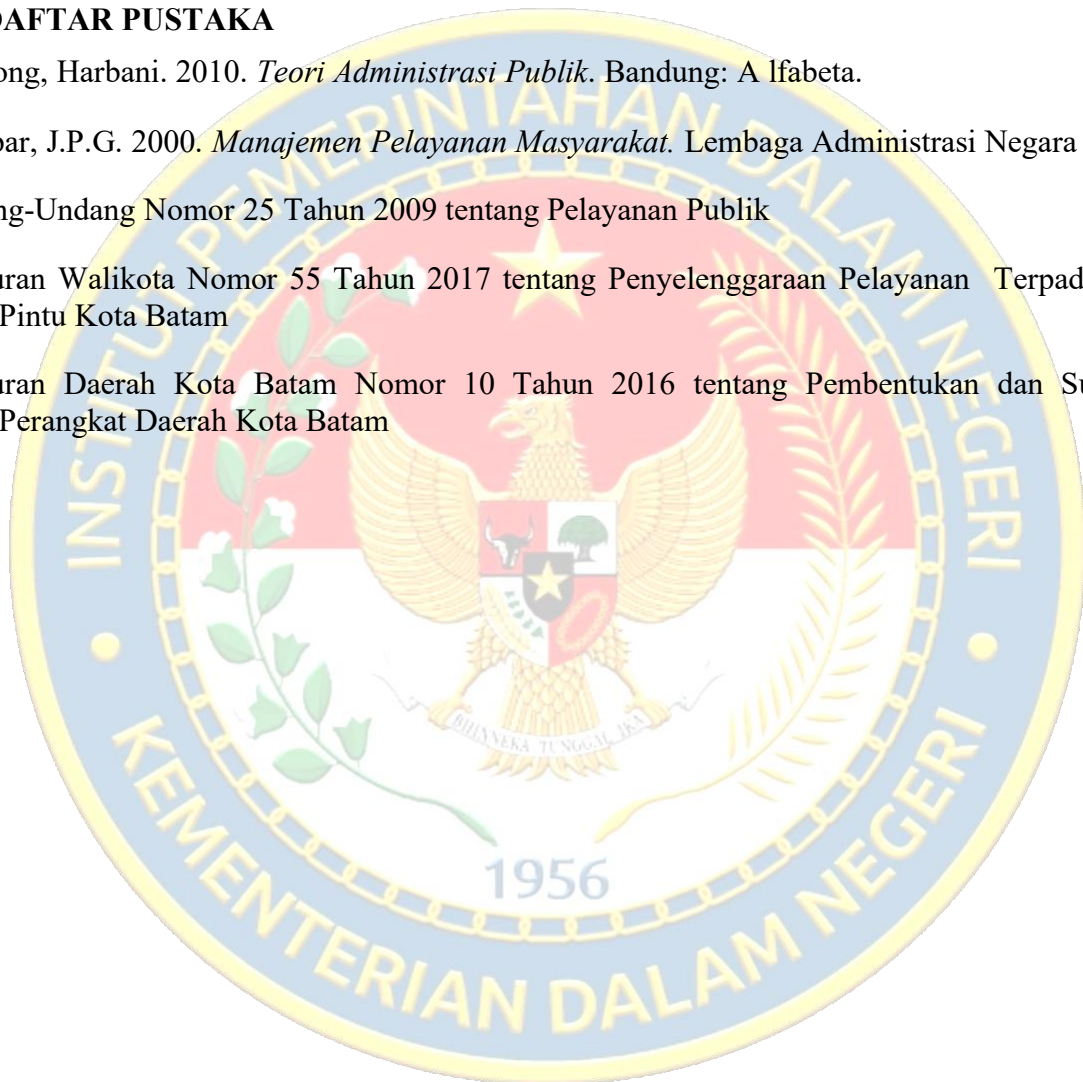 DAFTAR PUSTAKA
ong, Harbani. 2010. Teori Administrasi Publik. Bandung: A lfabeta.
bar, J.P.G. 2000. Manajemen Pelayanan Masyarakat. Lembaga Administrasi Negara
ng-Undang Nomor 25 Tahun 2009 tentang Pelayanan Publik
uran Walikota Nomor 55 Tahun 2017 tentang Penyelenggaraan Pelayanan Terpad
Pintu Kota Batam
uran Daerah Kota Batam Nomor 10 Tahun 2016 tentang Pembentukan dan Su
Perangkat Daerah Kota Batam
INSTITUT PEMERINTAHAN DALAM NEGERI
BHINNEKA TUNGGAL IKA
1956
KEMENTERIAN DALAM NEGERI